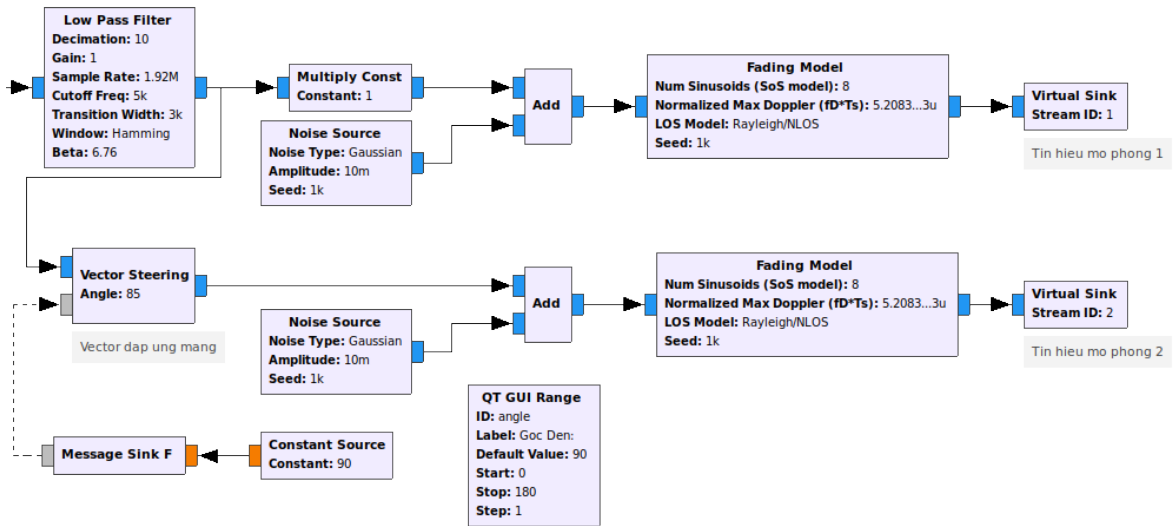 Low Pass Filter
Decimation: 10
Gain: 1
Sample Rate: 1.92M
Cutoff Freq: 5k
Transition Width: 3k
Window: Hamming
Beta: 6.76
Multiply Const
Constant: 1
Noise Source
Noise Type: Gaussian
Amplitude: 10m
Seed: 1k
Add
Fading Model
Num Sinusoids (SoS model): 8
Normalized Max Doppler (fD*Ts): 5.2083...3u
LOS Model: Rayleigh/NLOS
Seed: 1k
Virtual Sink
Stream ID: 1
Tin hieu mo phong 1
Vector Steering
Angle: 85
Vector dap ung mang
Noise Source
Noise Type: Gaussian
Amplitude: 10m
Seed: 1k
Add
Fading Model
Num Sinusoids (SoS model): 8
Normalized Max Doppler (fD*Ts): 5.2083...3u
LOS Model: Rayleigh/NLOS
Seed: 1k
Virtual Sink
Stream ID: 2
Tin hieu mo phong 2
Message Sink F
Constant Source
Constant: 90
QT GUI Range
ID: angle
Label: Goc Den:
Default Value: 90
Start: 0
Stop: 180
Step: 1